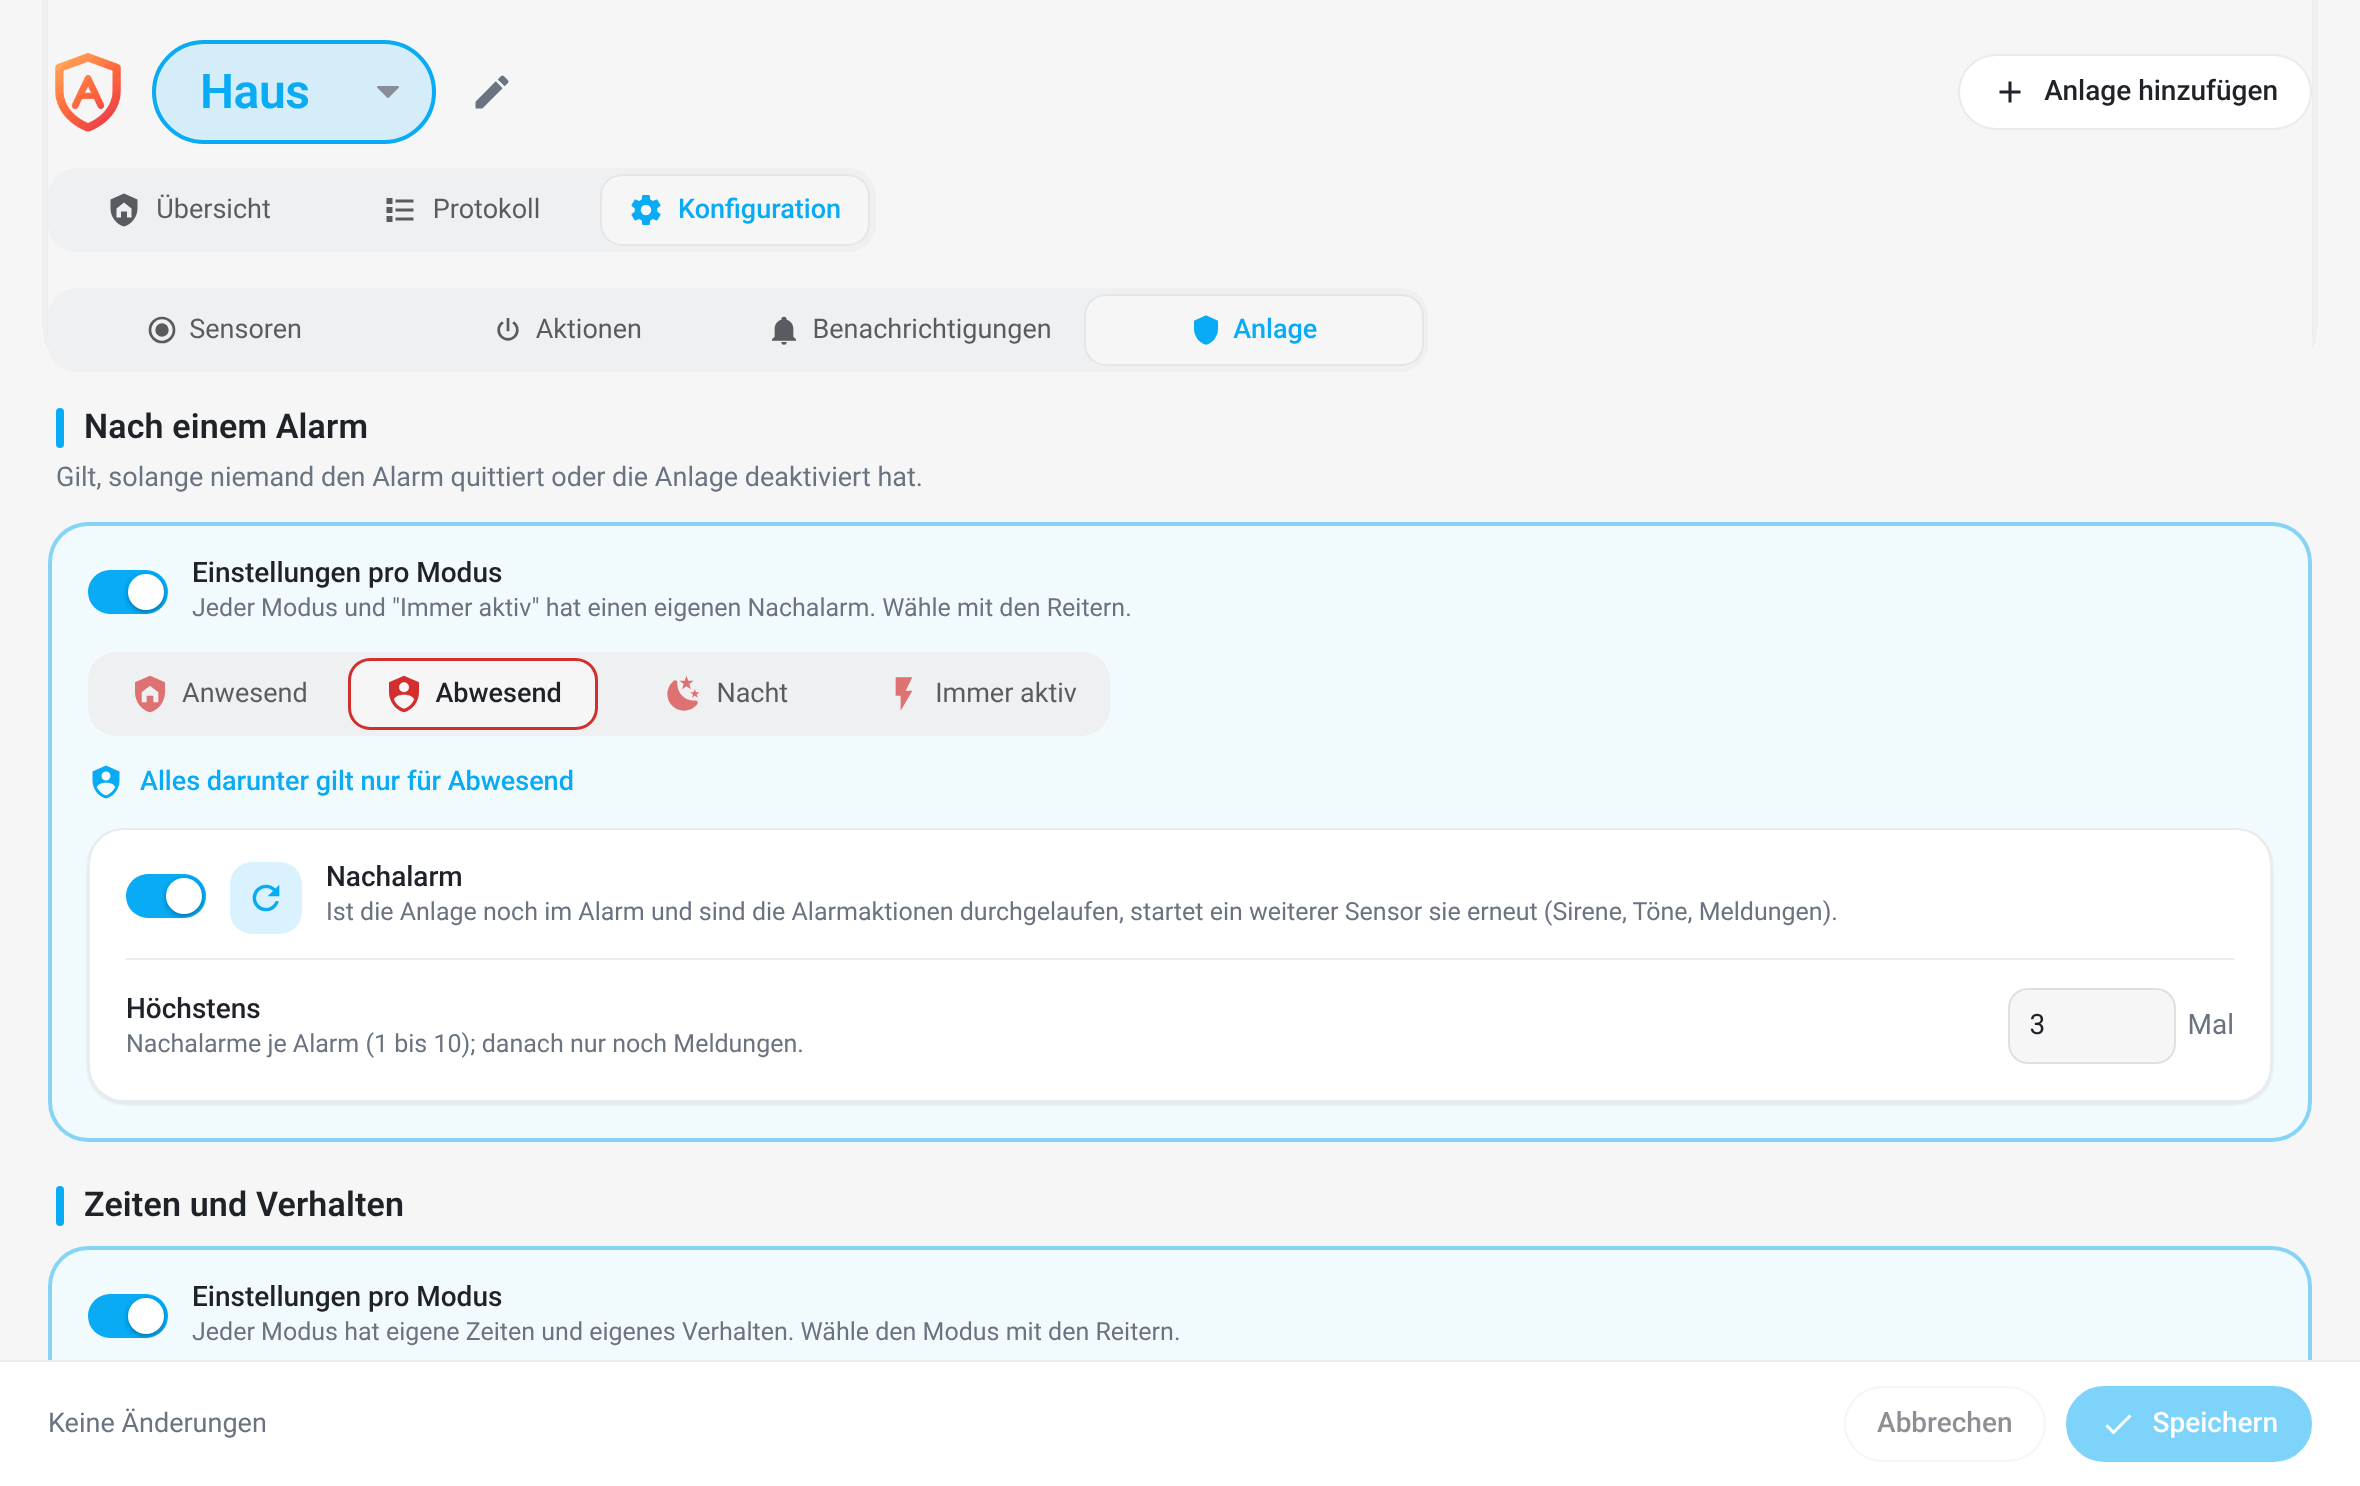 Haus
Anlage hinzufügen
Übersicht
Protokoll
Konfiguration
Sensoren
Aktionen
Benachrichtigungen
Anlage
Nach einem Alarm
Gilt, solange niemand den Alarm quittiert oder die Anlage deaktiviert hat.
Einstellungen pro Modus
Jeder Modus und "Immer aktiv" hat einen eigenen Nachalarm. Wähle mit den Reitern.
Anwesend
Abwesend
Nacht
Immer aktiv
Alles darunter gilt nur für Abwesend
Nachalarm
Ist die Anlage noch im Alarm und sind die Alarmaktionen durchgelaufen, startet ein weiterer Sensor sie erneut (Sirene, Töne, Meldungen).
Höchstens
Nachalarme je Alarm (1 bis 10); danach nur noch Meldungen.
3 Mal
Zeiten und Verhalten
Einstellungen pro Modus
Jeder Modus hat eigene Zeiten und eigenes Verhalten. Wähle den Modus mit den Reitern.
Keine Änderungen
Abbrechen
Speichern